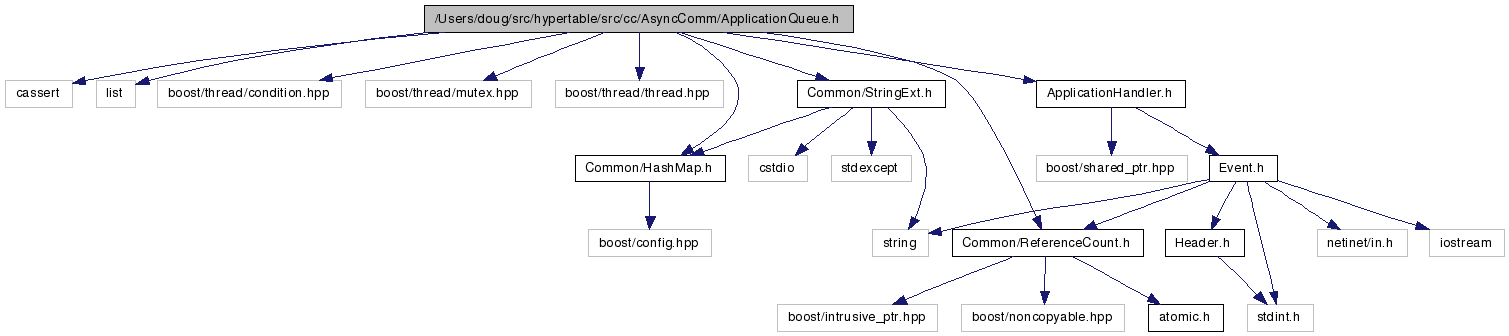 /Users/doug/src/hypertable/src/cc/AsyncComm/ApplicationQueue.h
cassert
list
boost/thread/condition.hpp
boost/thread/mutex.hpp
boost/thread/thread.hpp
Common/StringExt.h
ApplicationHandler.h
Common/HashMap.h
cstdio
stdexcept
boost/shared_ptr.hpp
Event.h
boost/config.hpp
string
Common/ReferenceCount.h
Header.h
netinet/in.h
iostream
boost/intrusive_ptr.hpp
boost/noncopyable.hpp
atomic.h
stdint.h